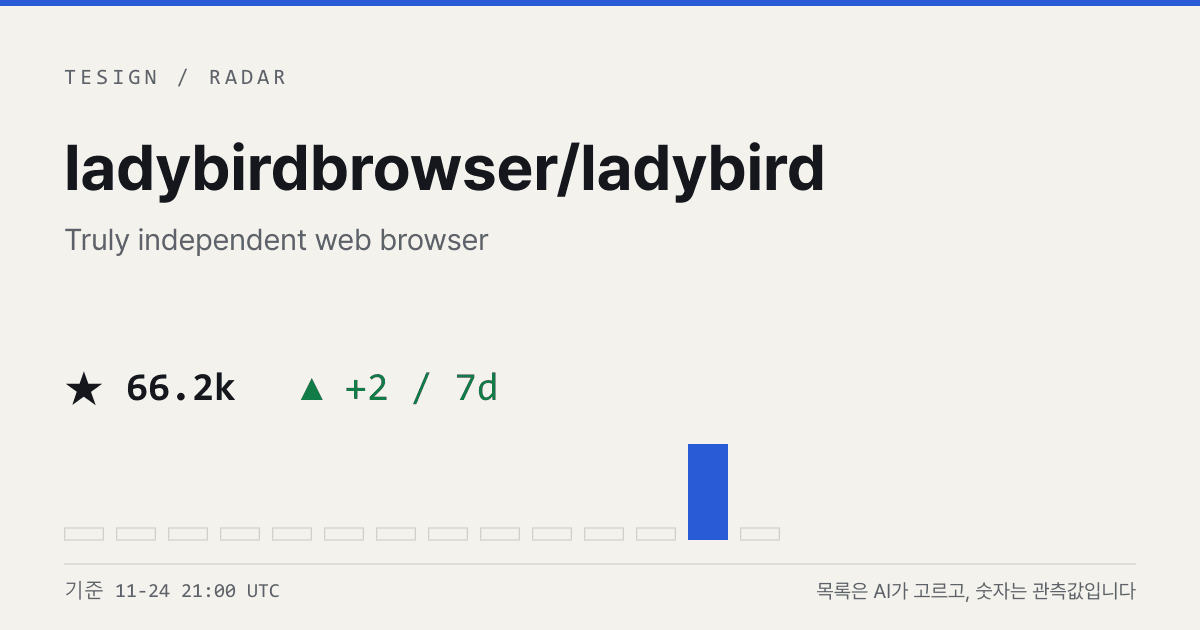 TESIGN / RADAR
ladybirdbrowser/ladybird
Truly independent web browser
★ 66.2k ▲ +2 / 7d
기준 11-24 21:00 UTC
목록은 AI가 고르고, 숫자는 관측값입니다